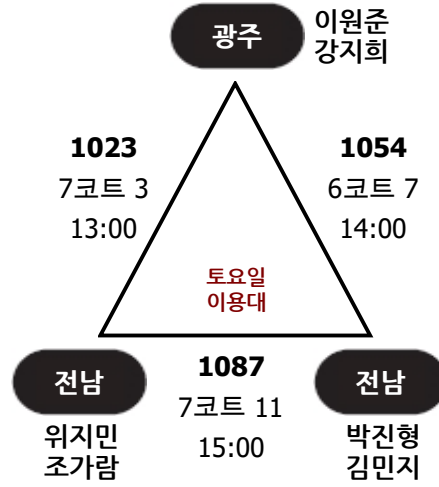 광주
이원준
강지희
1023
7코트 3
13:00
1054
6코트 7
14:00
토요일
이용대
전남
위지민
조가람
1087
7코트 11
15:00
전남
박진형
김민지